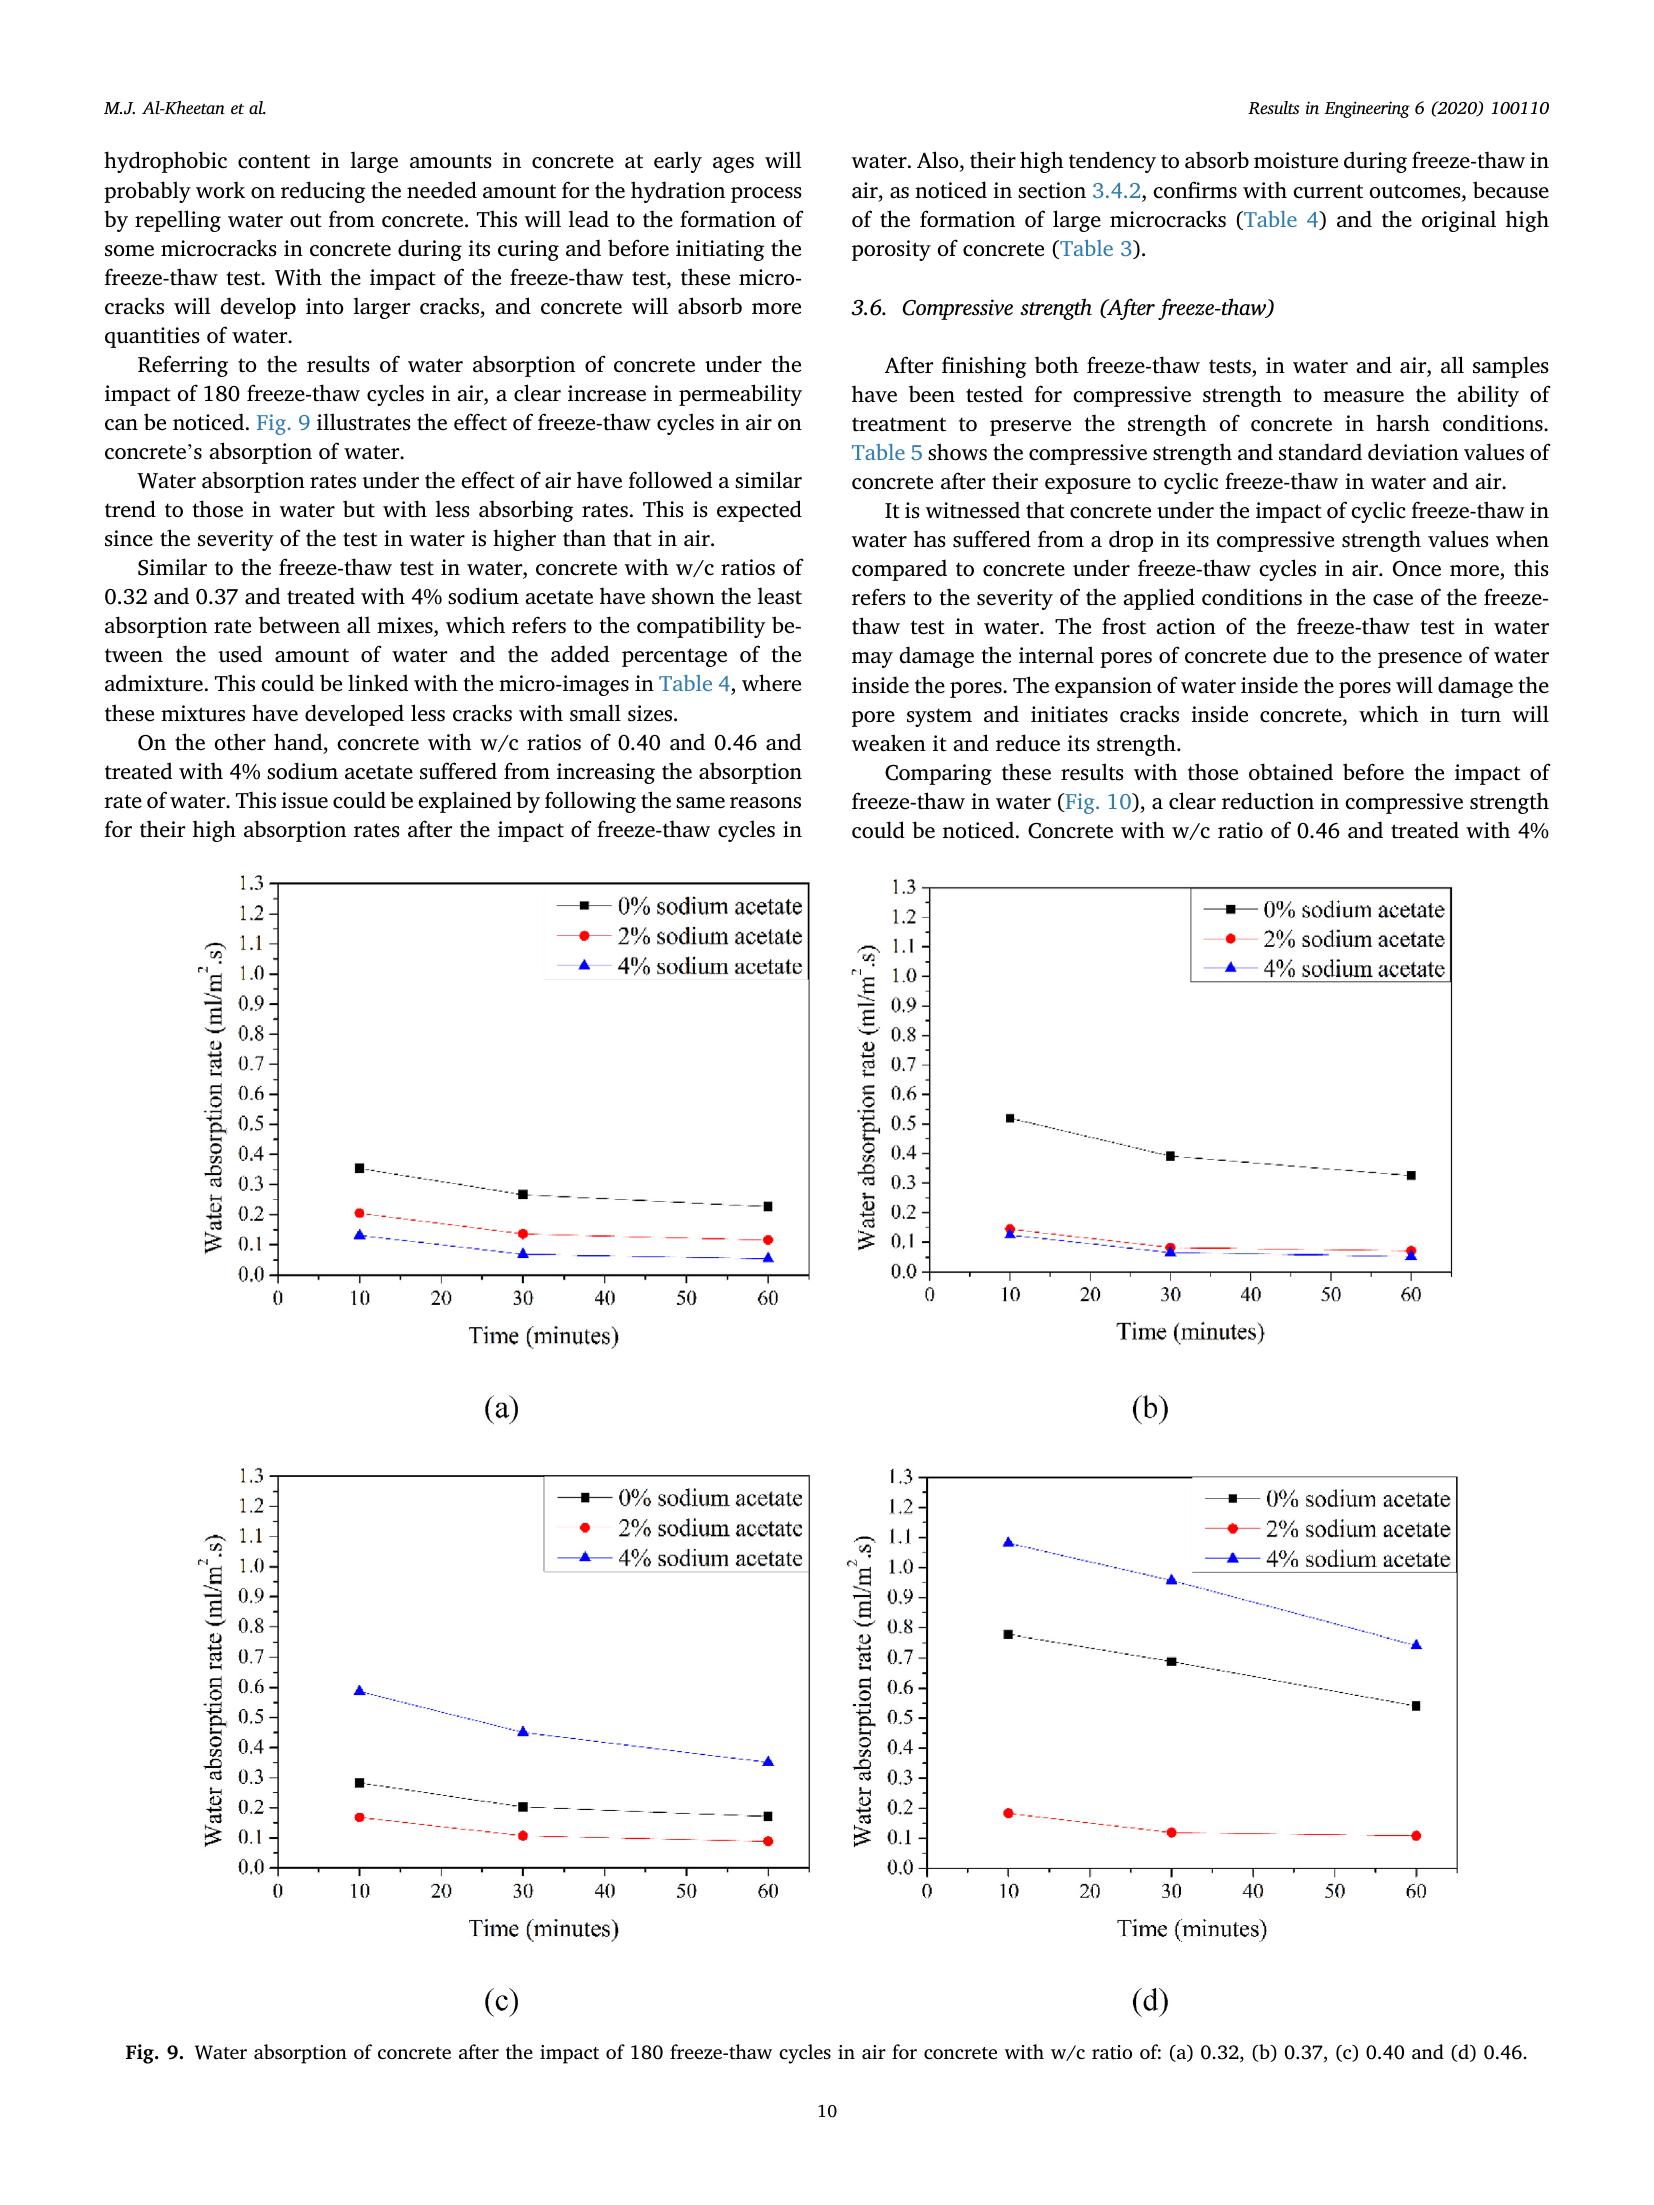 M.J. Al-Kheetan et al.
Results in Engineering 6 (2020) 100110
hydrophobic content in large amounts in concrete at early ages will
probably work on reducing the needed amount for the hydration process
by repelling water out from concrete. This will lead to the formation of
some microcracks in concrete during its curing and before initiating the
freeze-thaw test. With the impact of the freeze-thaw test, these micro-
cracks will develop into larger cracks, and concrete will absorb more
quantities of water.
Referring to the results of water absorption of concrete under the
impact of 180 freeze-thaw cycles in air, a clear increase in permeability
can be noticed. Fig. 9 illustrates the effect of freeze-thaw cycles in air on
concrete's absorption of water.
Water absorption rates under the effect of air have followed a similar
trend to those in water but with less absorbing rates. This is expected
since the severity of the test in water is higher than that in air.
Similar to the freeze-thaw test in water, concrete with w/c ratios of
0.32 and 0.37 and treated with 4% sodium acetate have shown the least
absorption rate between all mixes, which refers to the compatibility be-
tween the used amount of water and the added percentage of the
admixture. This could be linked with the micro-images in Table 4, where
these mixtures have developed less cracks with small sizes.
On the other hand, concrete with w/c ratios of 0.40 and 0.46 and
treated with 4% sodium acetate suffered from increasing the absorption
rate of water. This issue could be explained by following the same reasons
for their high absorption rates after the impact of freeze-thaw cycles in
water. Also, their high tendency to absorb moisture during freeze-thaw in
air, as noticed in section 3.4.2, confirms with current outcomes, because
of the formation of large microcracks (Table 4) and the original high
porosity of concrete (Table 3).
3.6. Compressive strength (After freeze-thaw)
After finishing both freeze-thaw tests, in water and air, all samples
have been tested for compressive strength to measure the ability of
treatment to preserve the strength of concrete in harsh conditions.
Table 5 shows the compressive strength and standard deviation values of
concrete after their exposure to cyclic freeze-thaw in water and air.
It is witnessed that concrete under the impact of cyclic freeze-thaw in
water has suffered from a drop in its compressive strength values when
compared to concrete under freeze-thaw cycles in air. Once more, this
refers to the severity of the applied conditions in the case of the freeze-
thaw test in water. The frost action of the freeze-thaw test in water
may damage the internal pores of concrete due to the presence of water
inside the pores. The expansion of water inside the pores will damage the
pore system and initiates cracks inside concrete, which in turn will
weaken it and reduce its strength.
Comparing these results with those obtained before the impact of
freeze-thaw in water (Fig. 10), a clear reduction in compressive strength
could be noticed. Concrete with w/c ratio of 0.46 and treated with 4%
Water absorption rate (ml/m².s)
1.3
1.2
1.1
1.0
0.9
0.8
0.7
0.6
0.5
0.4
0.3
0.2
0.1
0.0
0% sodium acetate
2% sodium acetate
4% sodium acetate
0 10 20 30 40 50 60
Time (minutes)
(a)
Water absorption rate (ml/m².s)
1.3
1.2
1.1
1.0
0.9
0.8
0.7
0.6
0.5
0.4
0.3
0.2
0.1
0.0
0% sodium acetate
2% sodium acetate
4% sodium acetate
0 10 20 30 40 50 60
Time (minutes)
(b)
Water absorption rate (ml/m².s)
1.3
1.2
1.1
1.0
0.9
0.8
0.7
0.6
0.5
0.4
0.3
0.2
0.1
0.0
0% sodium acetate
2% sodium acetate
4% sodium acetate
0 10 20 30 40 50 60
Time (minutes)
(c)
Water absorption rate (ml/m².s)
1.3
1.2
1.1
1.0
0.9
0.8
0.7
0.6
0.5
0.4
0.3
0.2
0.1
0.0
0% sodium acetate
2% sodium acetate
4% sodium acetate
0 10 20 30 40 50 60
Time (minutes)
(d)
Fig. 9. Water absorption of concrete after the impact of 180 freeze-thaw cycles in air for concrete with w/c ratio of: (a) 0.32, (b) 0.37, (c) 0.40 and (d) 0.46.
10